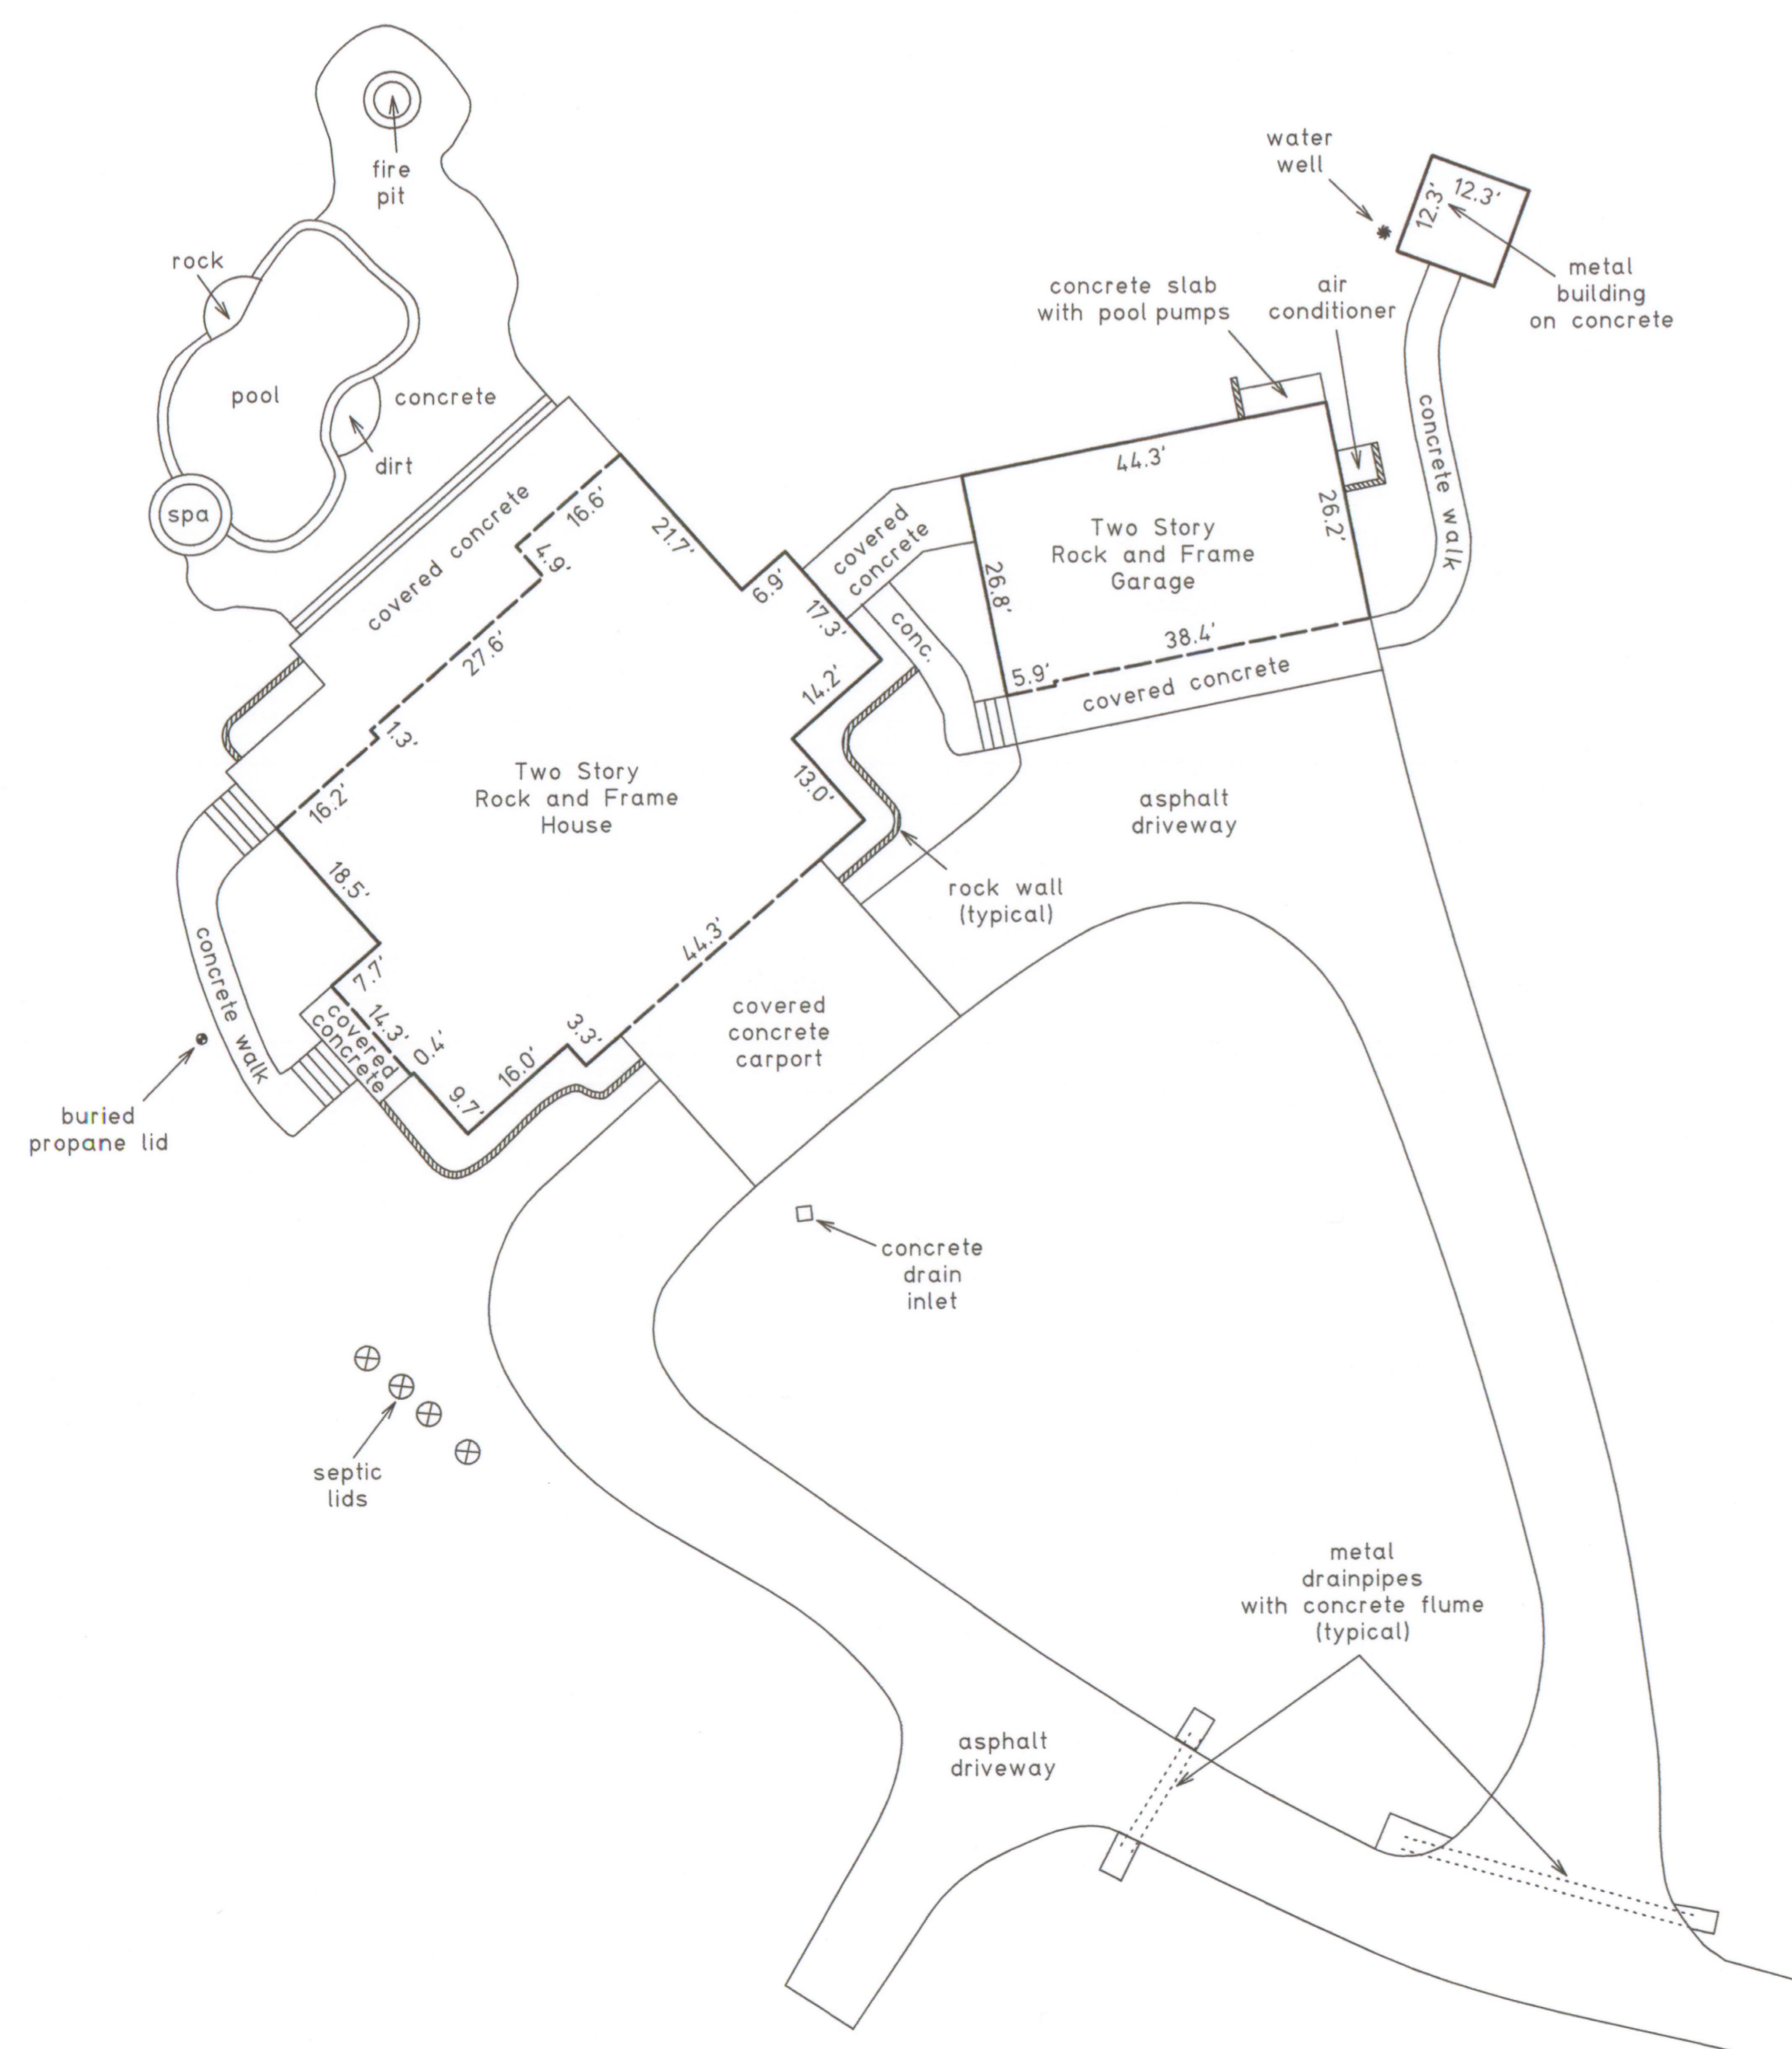 fire
pit
water
well
12.3'
12.3'
rock
metal
building
on concrete
concrete slab
with pool pumps
air
conditioner
pool
concrete
dirt
spa
covered concrete
concrete walk
44.3'
26.2'
Two Story
Rock and Frame
Garage
26.8'
38.4'
5.9'
covered concrete
covered
concrete
conc.
16.6'
4.9'
21.7'
6.9'
17.3'
14.2'
13.0'
27.6'
1.3'
16.2'
Two Story
Rock and Frame
House
18.5'
7.7'
14.3'
0.4'
9.7'
16.0'
3.3'
44.3'
covered
concrete
concrete walk
asphalt
driveway
rock wall
(typical)
covered
concrete
carport
buried
propane lid
concrete
drain
inlet
septic
lids
metal
drainpipes
with concrete flume
(typical)
asphalt
driveway